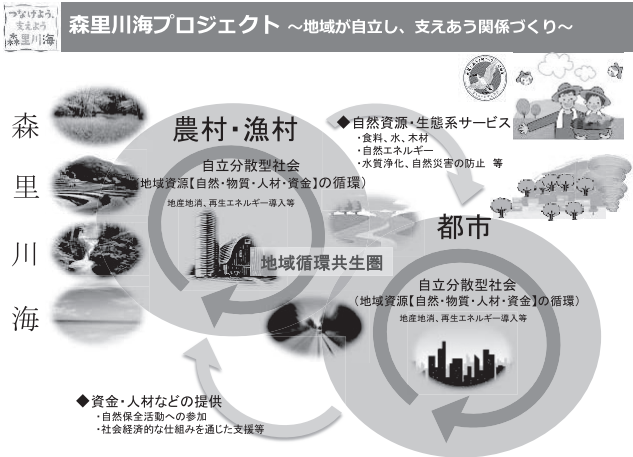 つなげよう、
支えよう
森里川海
森里川海プロジェクト ～地域が自立し、支えあう関係づくり～
森
里
川
海
農村・漁村
自立分散型社会
(地域資源【自然・物質・人材・資金】の循環)
地産地消、再生エネルギー導入等
◆自然資源・生態系サービス
・食料、水、木材
・自然エネルギー
・水質浄化、自然災害の防止 等
地域循環共生圏
都市
自立分散型社会
(地域資源【自然・物質・人材・資金】の循環)
地産地消、再生エネルギー導入等
◆資金・人材などの提供
・自然保全活動への参加
・社会経済的な仕組みを通じた支援等